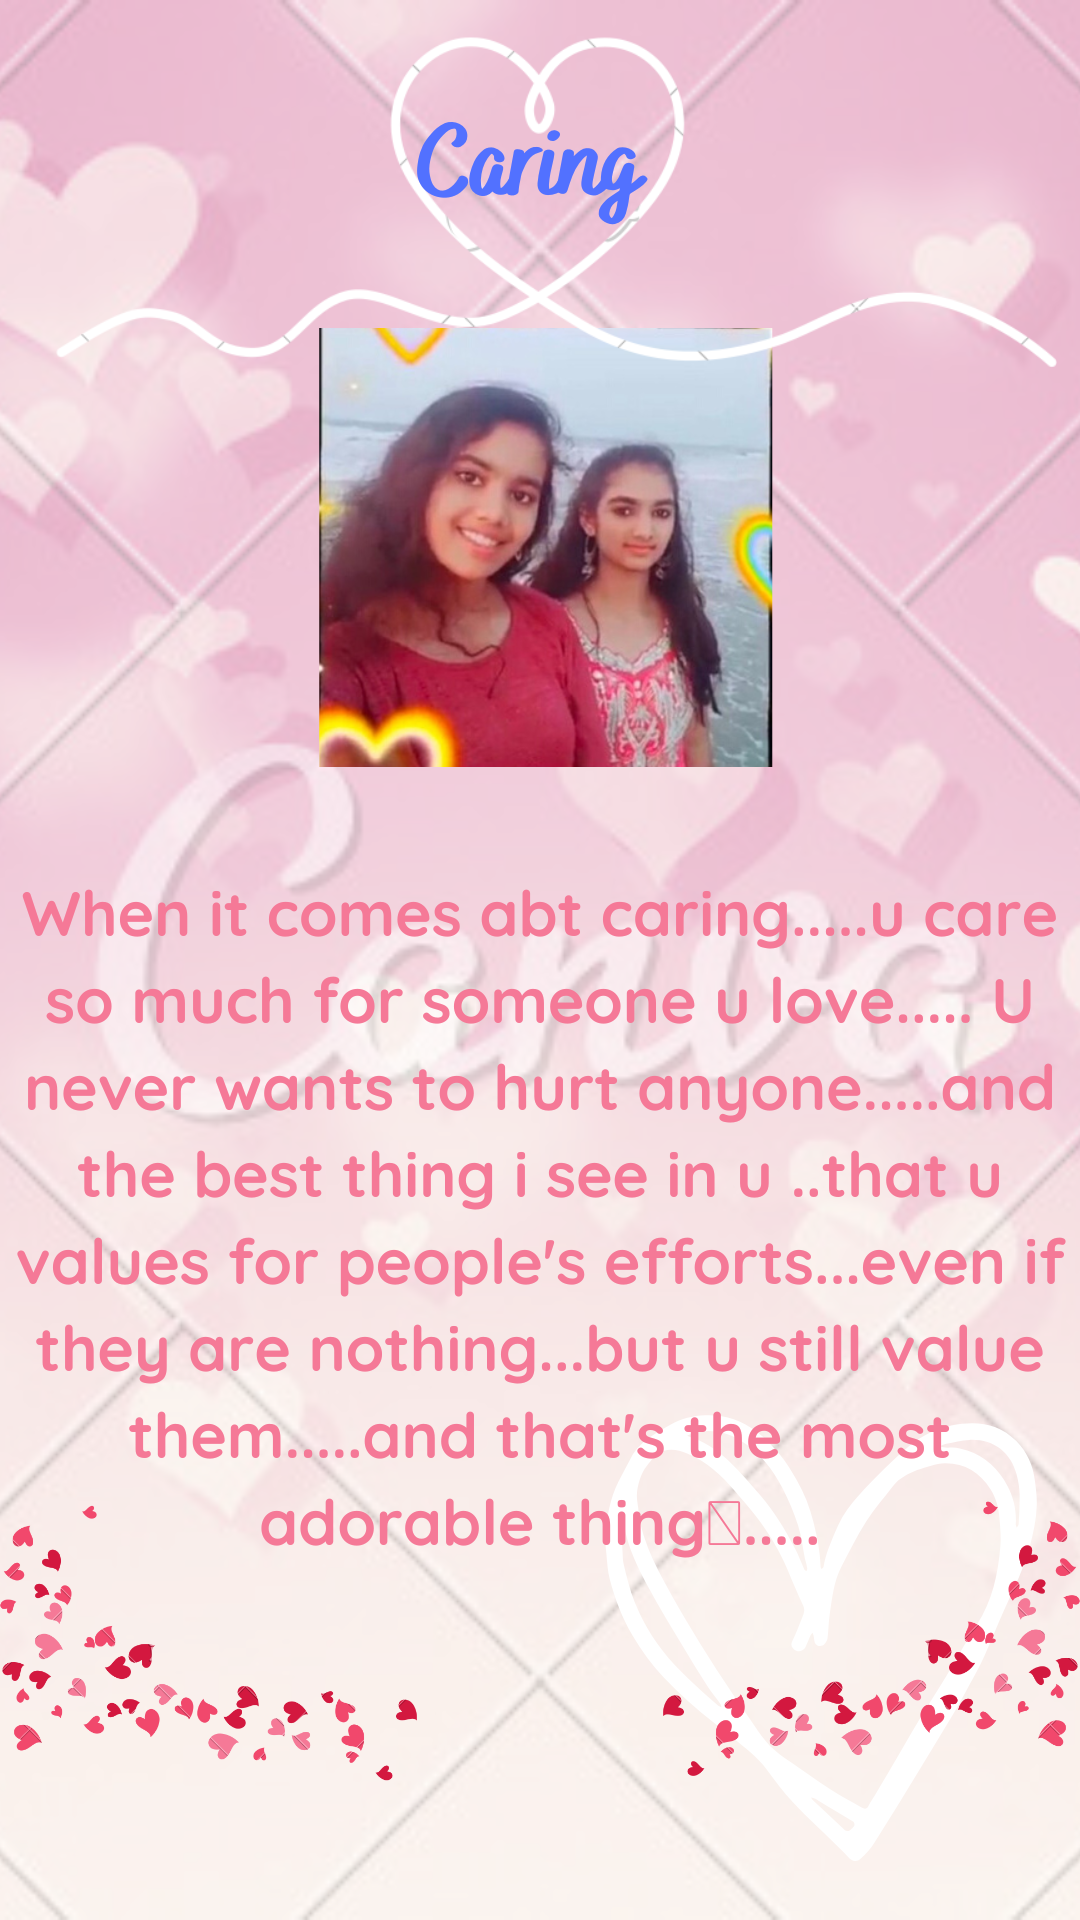 Caring
When it comes abt caring.....u care
so much for someone u love..... U
never wants to hurt anyone.....and
the best thing i see in u ..that u
values for people's efforts...even if
they are nothing...but u still value
them.....and that's the most
adorable thing.....
Canva